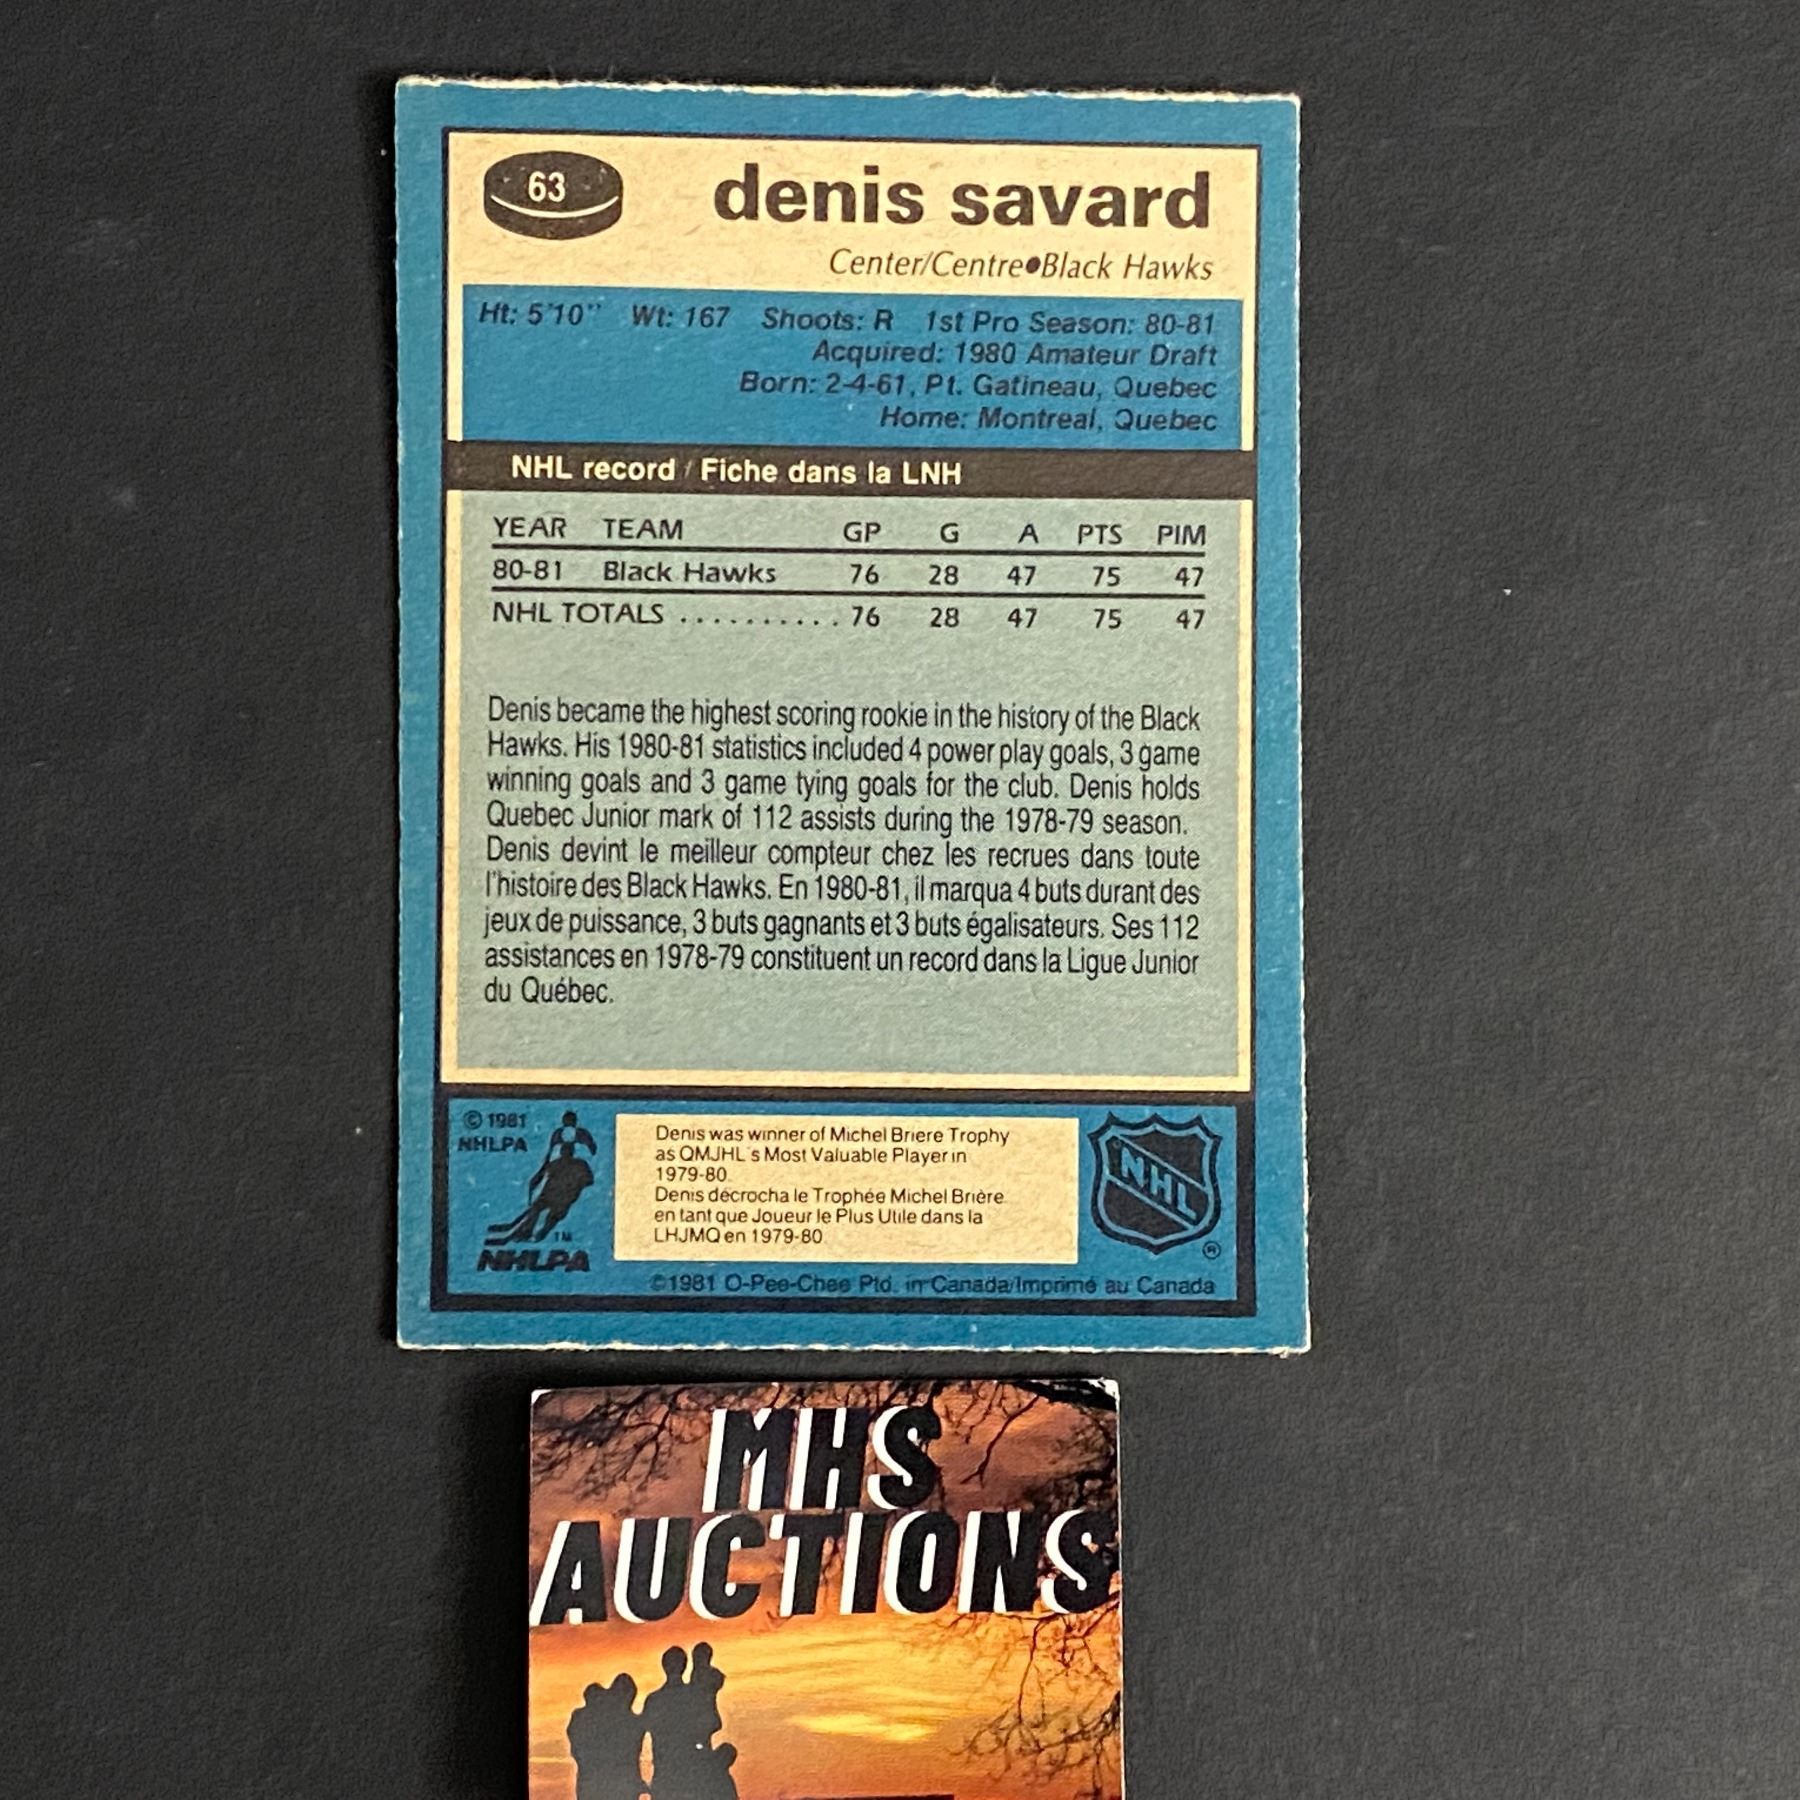 63
denis savard
Center/Centre●Black Hawks
Ht: 5'10" Wt: 167 Shoots: R 1st Pro Season: 80-81
Acquired: 1980 Amateur Draft
Born: 2-4-61, Pt. Gatineau, Quebec
Home: Montreal, Quebec
NHL record / Fiche dans la LNH
YEAR TEAM GP G A PTS PIM
80-81 Black Hawks 76 28 47 75 47
NHL TOTALS .......... 76 28 47 75 47
Denis became the highest scoring rookie in the history of the Black
Hawks. His 1980-81 statistics included 4 power play goals, 3 game
winning goals and 3 game tying goals for the club. Denis holds
Quebec Junior mark of 112 assists during the 1978-79 season.
Denis devint le meilleur compteur chez les recrues dans toute
l'histoire des Black Hawks. En 1980-81, il marqua 4 buts durant des
jeux de puissance, 3 buts gagnants et 3 buts égalisateurs. Ses 112
assistances en 1978-79 constituent un record dans la Ligue Junior
du Québec.
© 1981
NHLPA
TM
NHLPA
Denis was winner of Michel Briere Trophy
as QMJHL's Most Valuable Player in
1979-80.
Denis décrocha le Trophée Michel Brière
en tant que Joueur le Plus Utile dans la
LHJMQ en 1979-80.
NHL
®
©1981 O-Pee-Chee Ptd. in Canada/Imprimé au Canada
MHS
AUCTIONS